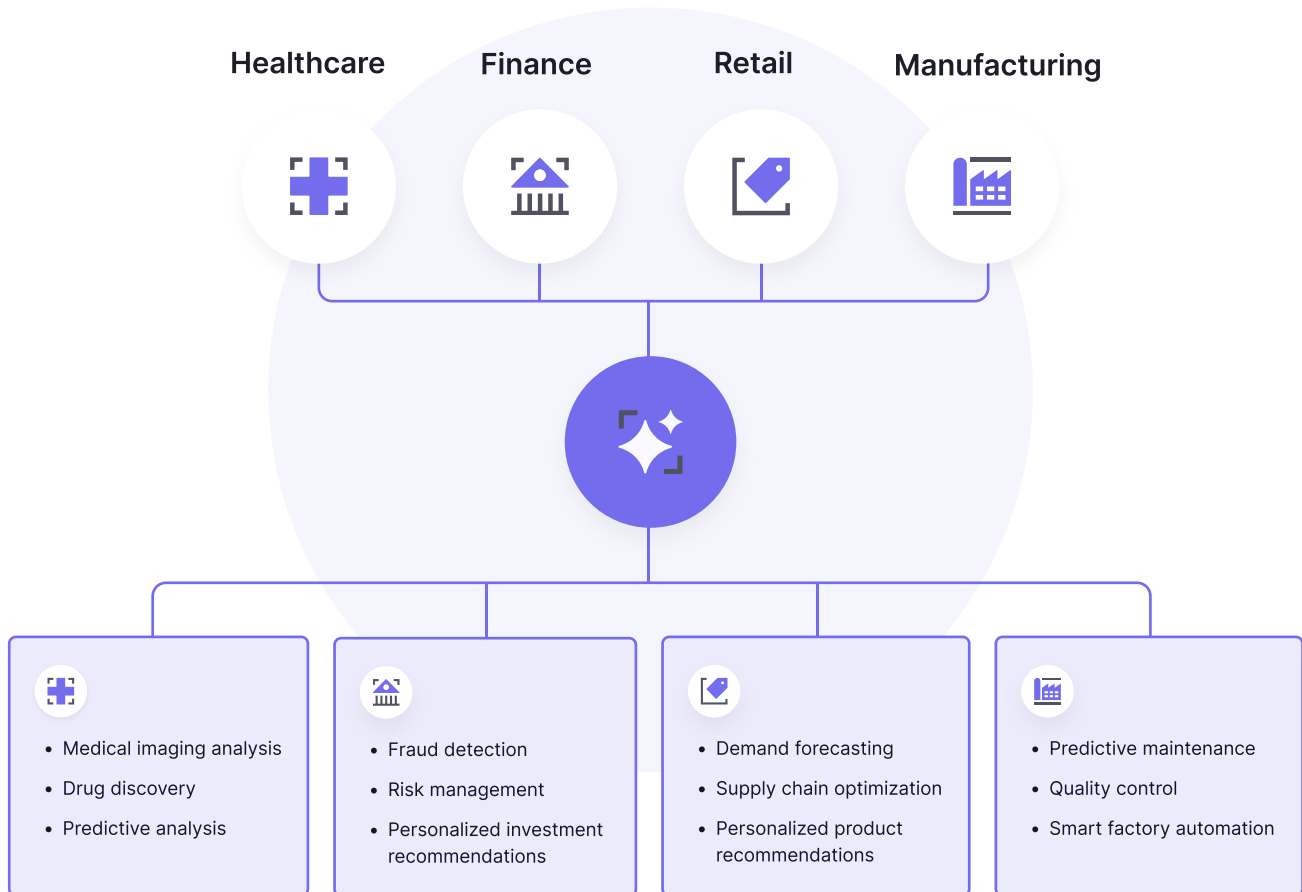 Healthcare
Finance
Retail
Manufacturing
• Medical imaging analysis
• Drug discovery
• Predictive analysis
• Fraud detection
• Risk management
• Personalized investment
recommendations
• Demand forecasting
• Supply chain optimization
• Personalized product
recommendations
• Predictive maintenance
• Quality control
• Smart factory automation